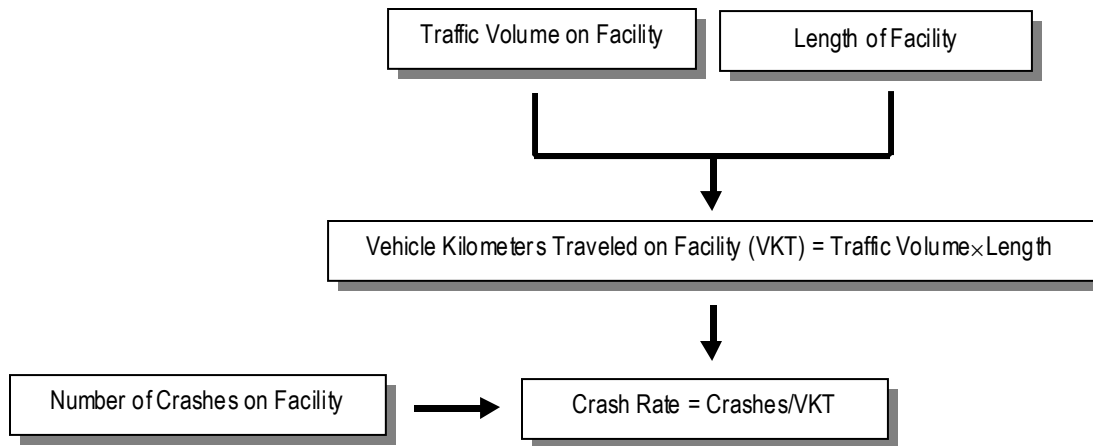 Traffic Volume on Facility
Length of Facility
Vehicle Kilometers Traveled on Facility (VKT) = Traffic Volume×Length
Number of Crashes on Facility
Crash Rate = Crashes/VKT